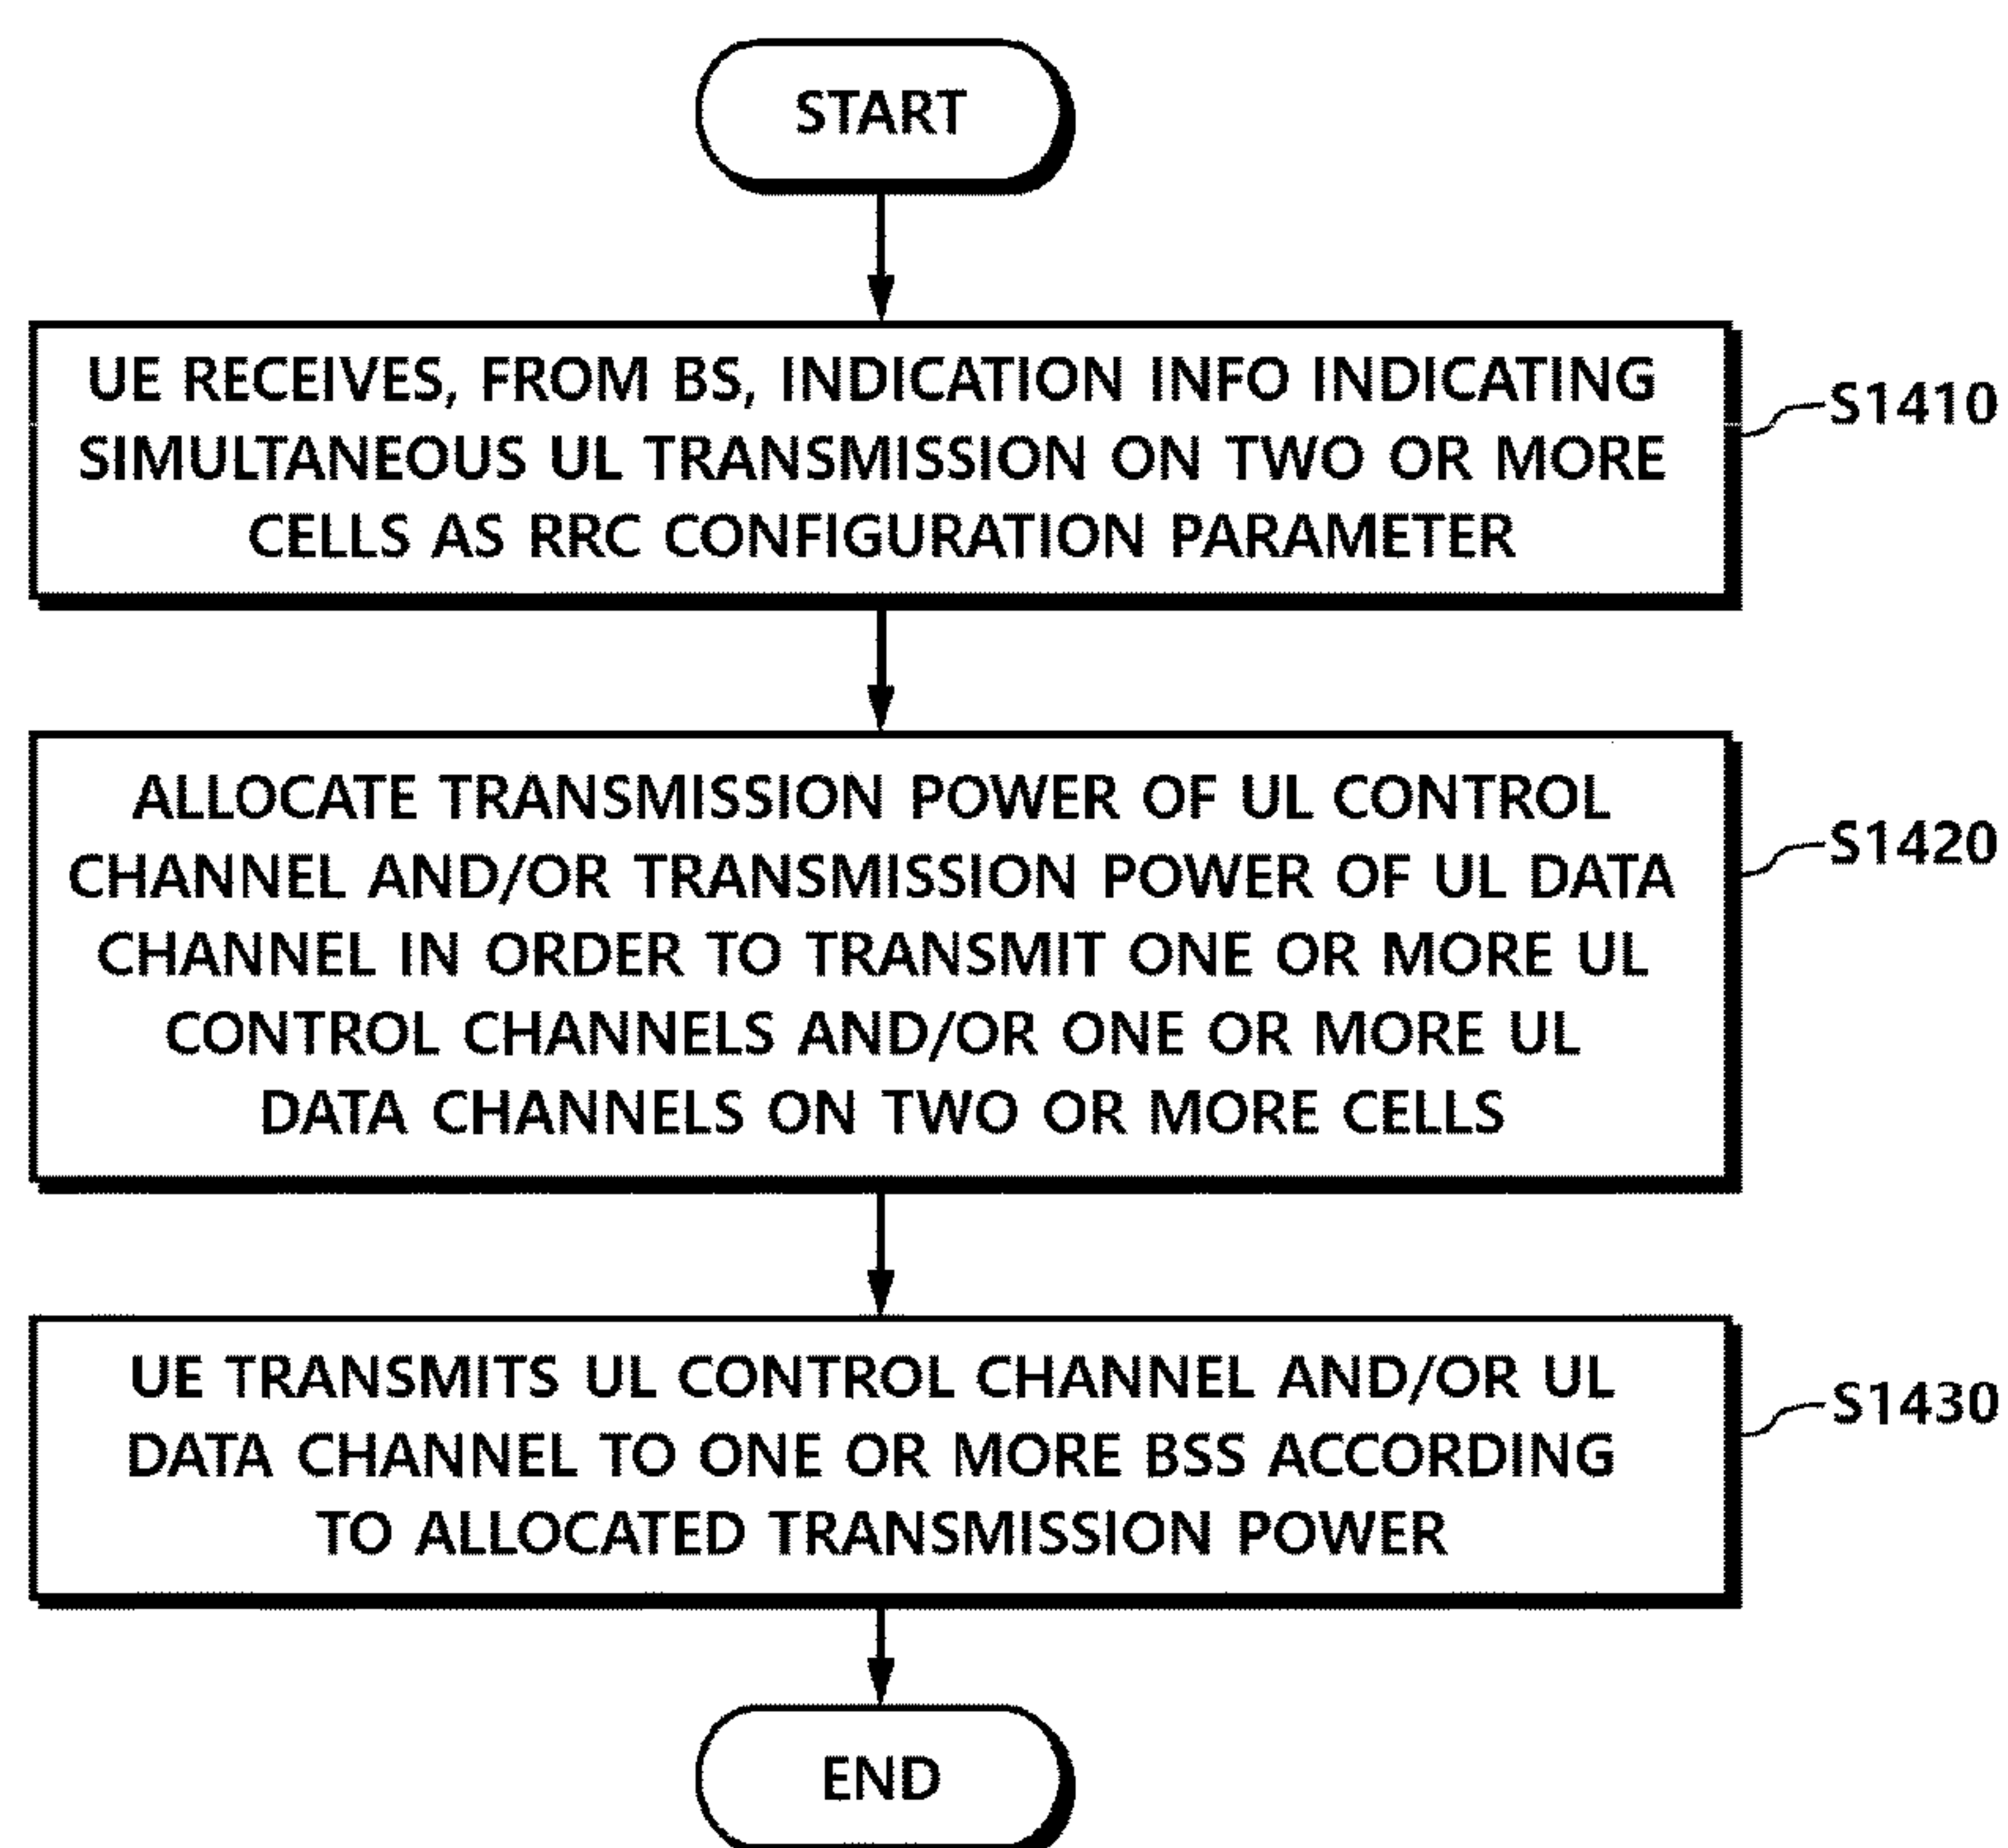 START
UE RECEIVES, FROM BS, INDICATION INFO INDICATING
SIMULTANEOUS UL TRANSMISSION ON TWO OR MORE
CELLS AS RRC CONFIGURATION PARAMETER
S1410
ALLOCATE TRANSMISSION POWER OF UL CONTROL
CHANNEL AND/OR TRANSMISSION POWER OF UL DATA
CHANNEL IN ORDER TO TRANSMIT ONE OR MORE UL
CONTROL CHANNELS AND/OR ONE OR MORE UL
DATA CHANNELS ON TWO OR MORE CELLS
S1420
UE TRANSMITS UL CONTROL CHANNEL AND/OR UL
DATA CHANNEL TO ONE OR MORE BSS ACCORDING
TO ALLOCATED TRANSMISSION POWER
S1430
END